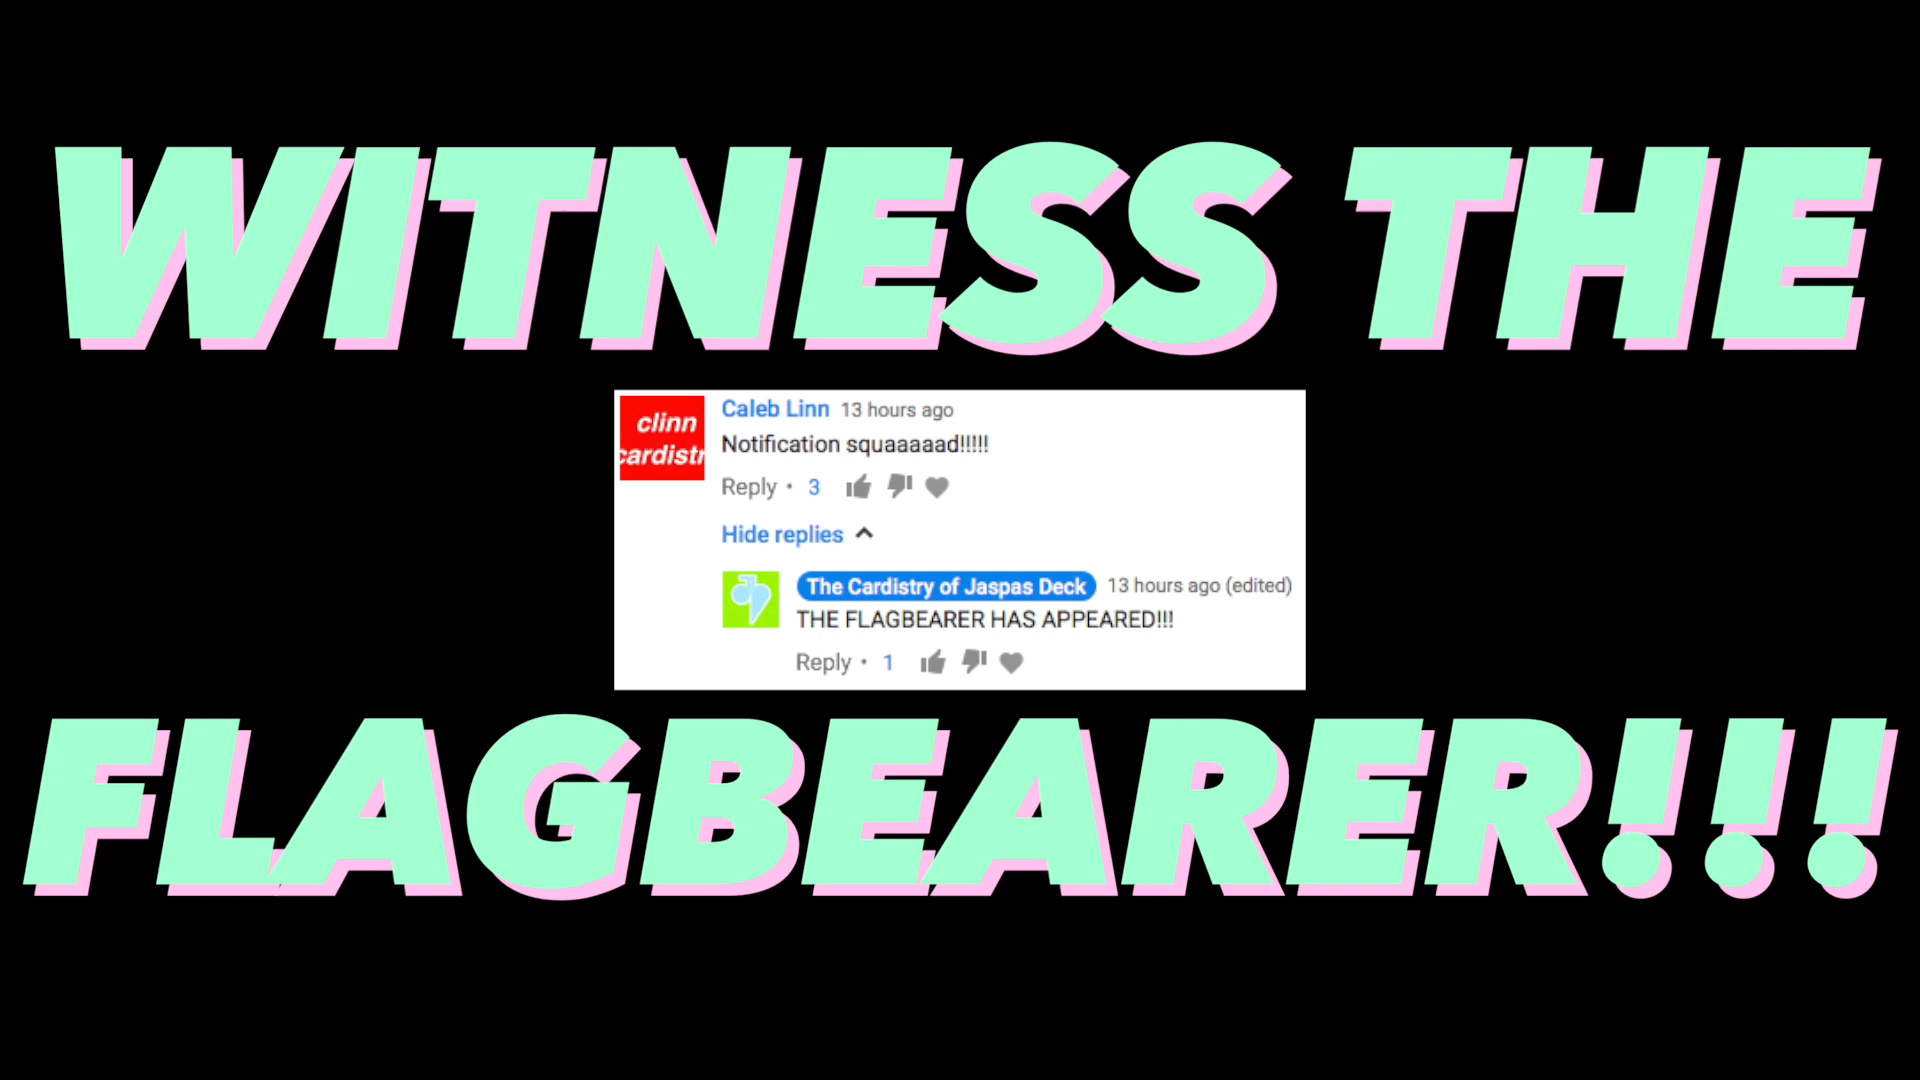 WITNESS THE
clinn
cardistr
Caleb Linn 13 hours ago
Notification squaaaaad!!!!!
Reply • 3
Hide replies
The Cardistry of Jaspas Deck 13 hours ago (edited)
THE FLAGBEARER HAS APPEARED!!!
Reply • 1
FLAGBEARER!!!